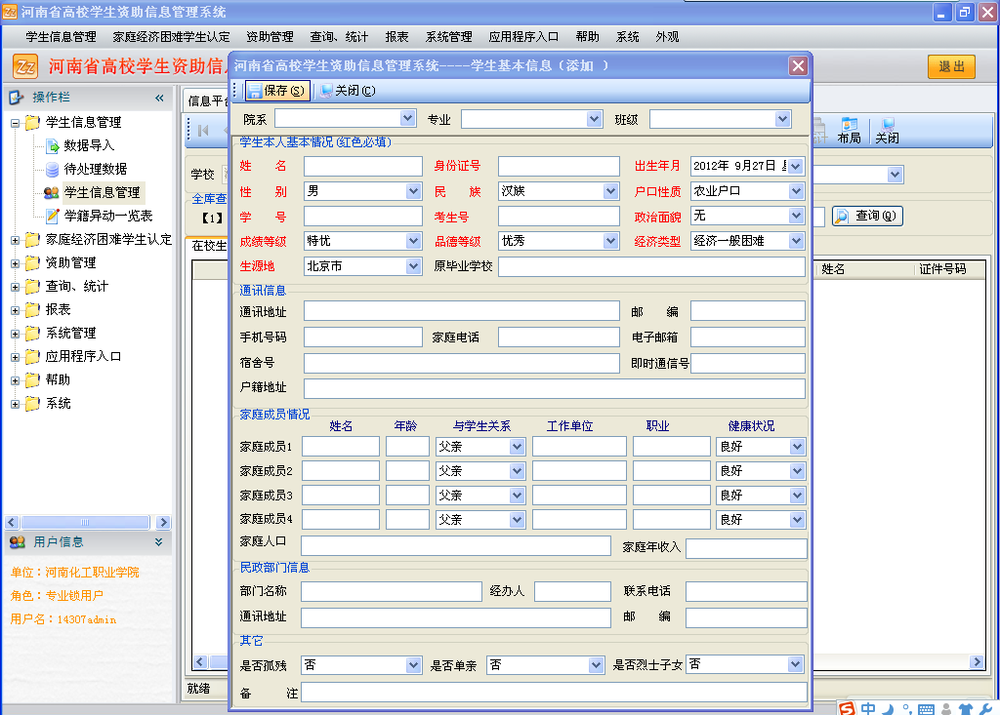 河南省高校学生资助信息管理系统
学生信息管理 家庭经济困难学生认定 资助管理 查询、统计 报表 系统管理 应用程序入口 帮助 系统 外观
Zz 河南省高校学生资助信 退出
操作栏 «
学生信息管理
数据导入
待处理数据
学生信息管理
学籍异动一览表
家庭经济困难学生认定
资助管理
查询、统计
报表
系统管理
应用程序入口
帮助
系统
用户信息
单位：河南化工职业学院
角色：专业锁用户
用户名：14307admin
信息平台
布局 关闭
学校
全库查
【1】
查询(Q)
在校生
姓名 证件号码
就绪
河南省高校学生资助信息管理系统----学生基本信息（添加 ）
保存(S) 关闭(C)
院系 专业 班级
学生本人基本情况(红色必填)
姓 名 身份证号 出生年月 2012年 9月27日
性 别 男 民 族 汉族 户口性质 农业户口
学 号 考生号 政治面貌 无
成绩等级 特优 品德等级 优秀 经济类型 经济一般困难
生源地 北京市 原毕业学校
通讯信息
通讯地址 邮 编
手机号码 家庭电话 电子邮箱
宿舍号 即时通信号
户籍地址
家庭成员情况
姓名 年龄 与学生关系 工作单位 职业 健康状况
家庭成员1 父亲 良好
家庭成员2 父亲 良好
家庭成员3 父亲 良好
家庭成员4 父亲 良好
家庭人口 家庭年收入
民政部门信息
部门名称 经办人 联系电话
通讯地址 邮 编
其它
是否孤残 否 是否单亲 否 是否烈士子女 否
备 注
中